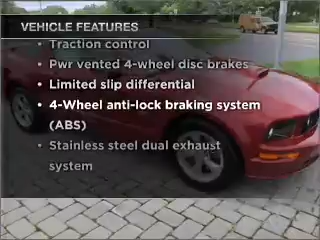 VEHICLE FEATURES
• Traction control
• Pwr vented 4-wheel disc brakes
• Limited slip differential
• 4-Wheel anti-lock braking system
(ABS)
• Stainless steel dual exhaust
system